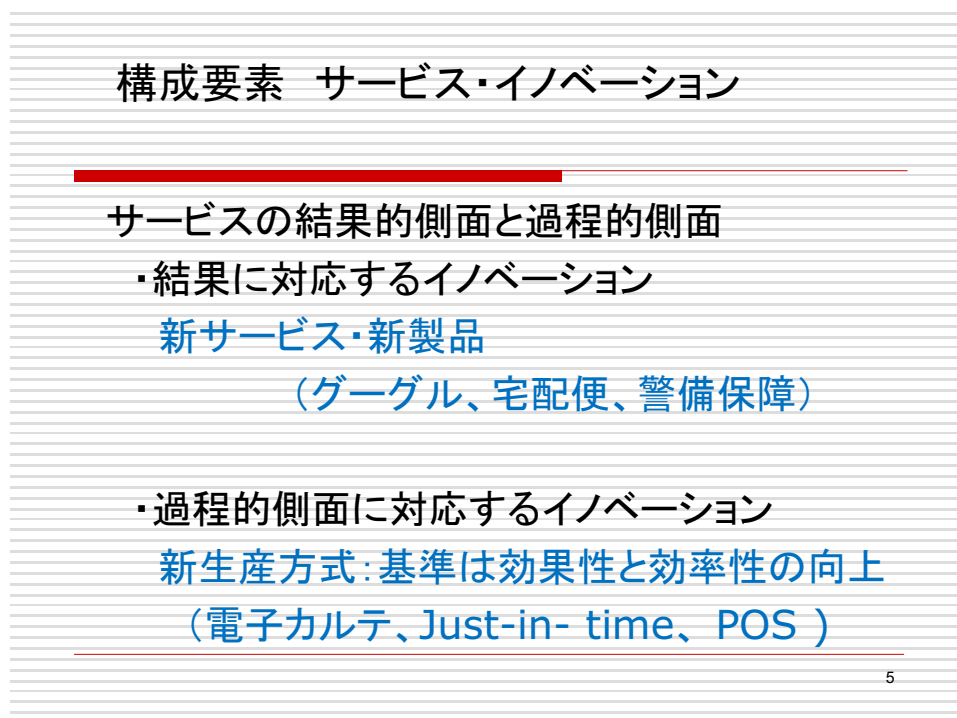 構成要素　サービス・イノベーション
サービスの結果的側面と過程的側面
・結果に対応するイノベーション
新サービス・新製品
（グーグル、宅配便、警備保障）
・過程的側面に対応するイノベーション
新生産方式：基準は効果性と効率性の向上
（電子カルテ、Just-in- time、POS )
5